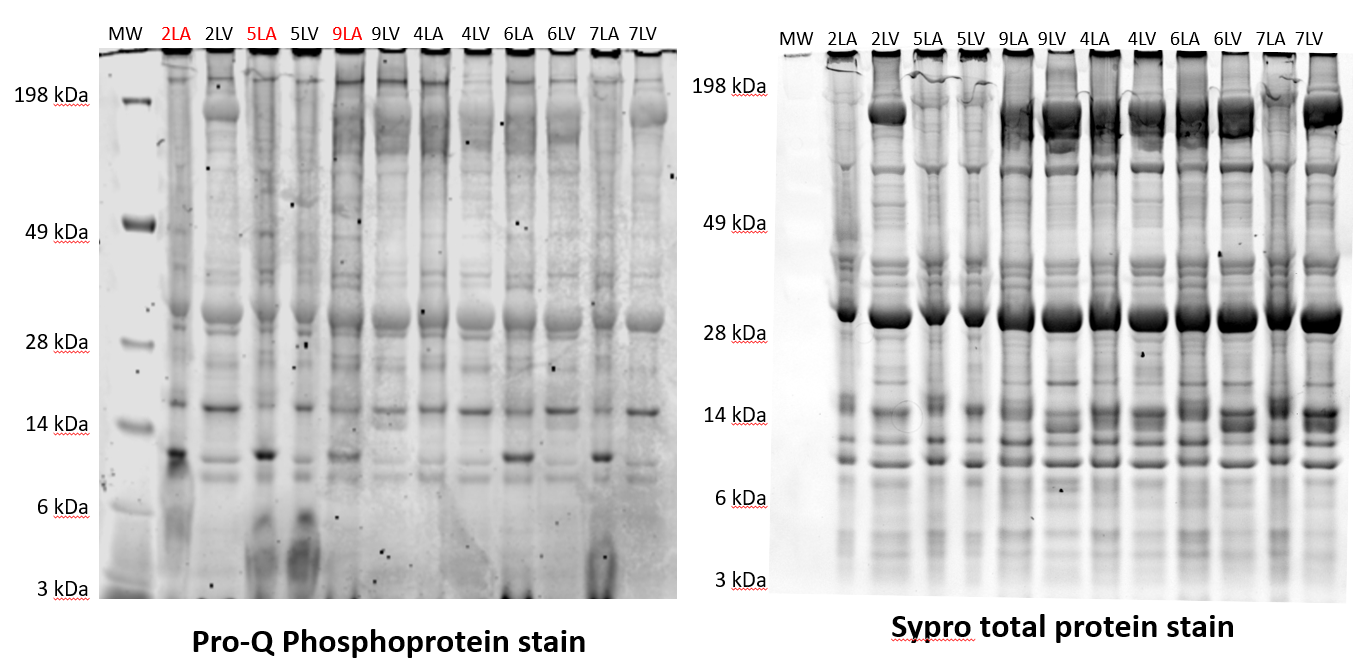 MW 2LA 2LV 5LA 5LV 9LA 9LV 4LA 4LV 6LA 6LV 7LA 7LV
198 kDa
49 kDa
28 kDa
14 kDa
6 kDa
3 kDa
Pro-Q Phosphoprotein stain
MW 2LA 2LV 5LA 5LV 9LA 9LV 4LA 4LV 6LA 6LV 7LA 7LV
198 kDa
49 kDa
28 kDa
14 kDa
6 kDa
3 kDa
Sypro total protein stain